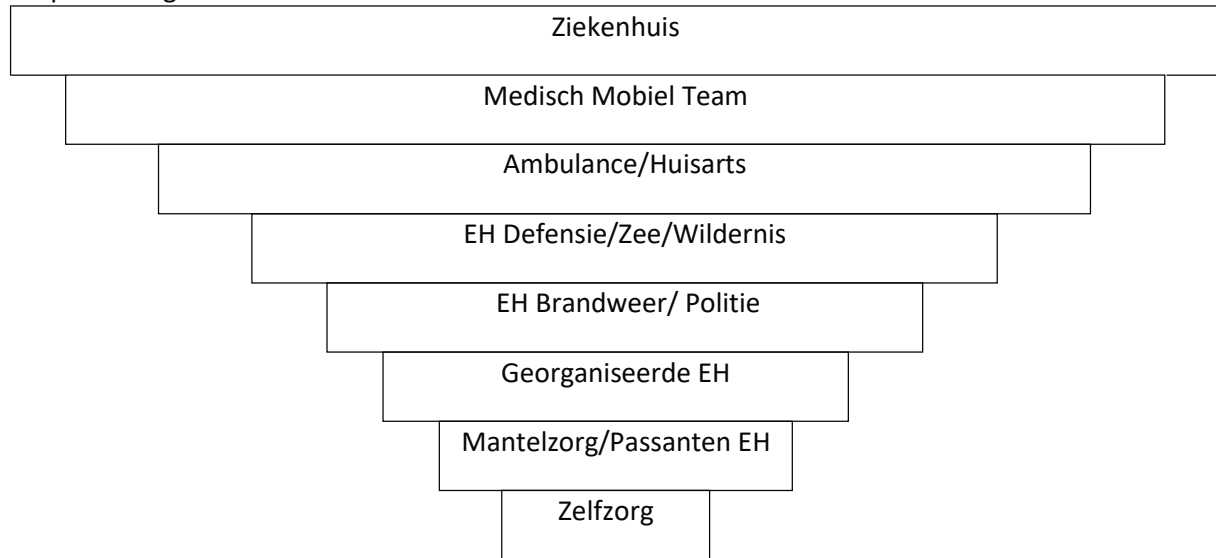 Ziekenhuis
Medisch Mobiel Team
Ambulance/Huisarts
EH Defensie/Zee/Wildernis
EH Brandweer/ Politie
Georganiseerde EH
Mantelzorg/Passanten EH
Zelfzorg